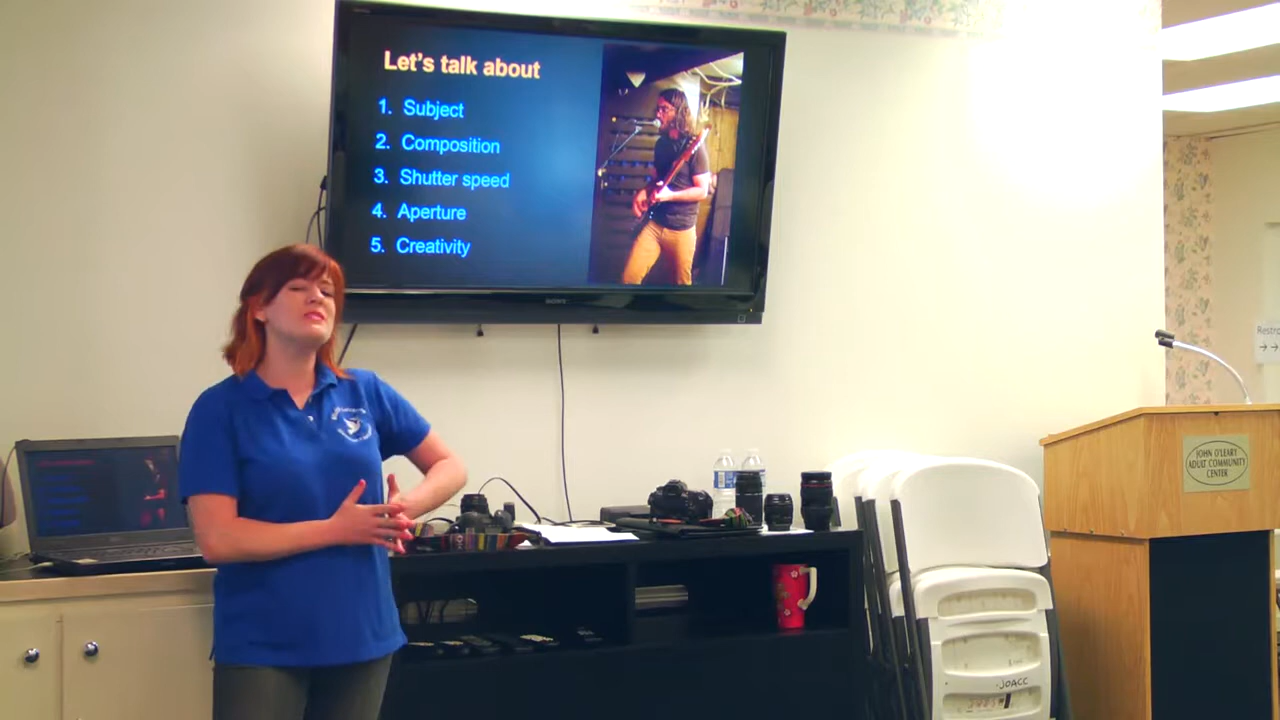 Let's talk about
1. Subject
2. Composition
3. Shutter speed
4. Aperture
5. Creativity
SONY
JOHN O'LEARY
ADULT COMMUNITY
CENTER
→→
-JOACC